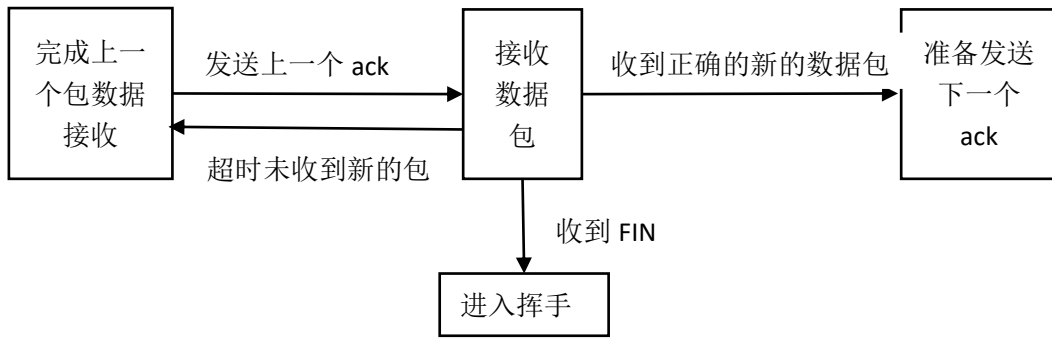 完成上一
个包数据
接收
发送上一个 ack
超时未收到新的包
接收
数据
包
收到正确的新的数据包
准备发送
下一个
ack
收到 FIN
进入挥手